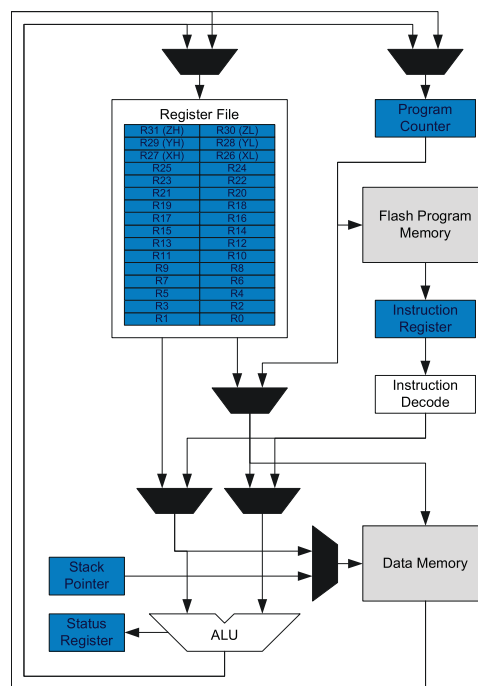 Register File
R31 (ZH) R30 (ZL)
R29 (YH) R28 (YL)
R27 (XH) R26 (XL)
R25 R24
R23 R22
R21 R20
R19 R18
R17 R16
R15 R14
R13 R12
R11 R10
R9 R8
R7 R6
R5 R4
R3 R2
R1 R0
Program
Counter
Flash Program
Memory
Instruction
Register
Instruction
Decode
Stack
Pointer
Data Memory
Status
Register
ALU